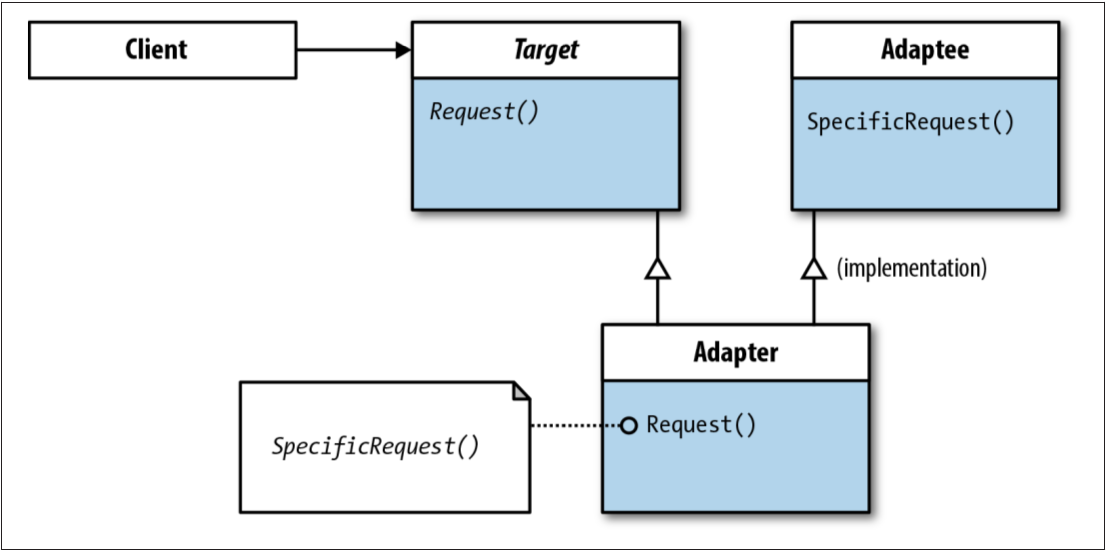 Client
Target
Adaptee
Request()
SpecificRequest()
(implementation)
Adapter
Request()
SpecificRequest()